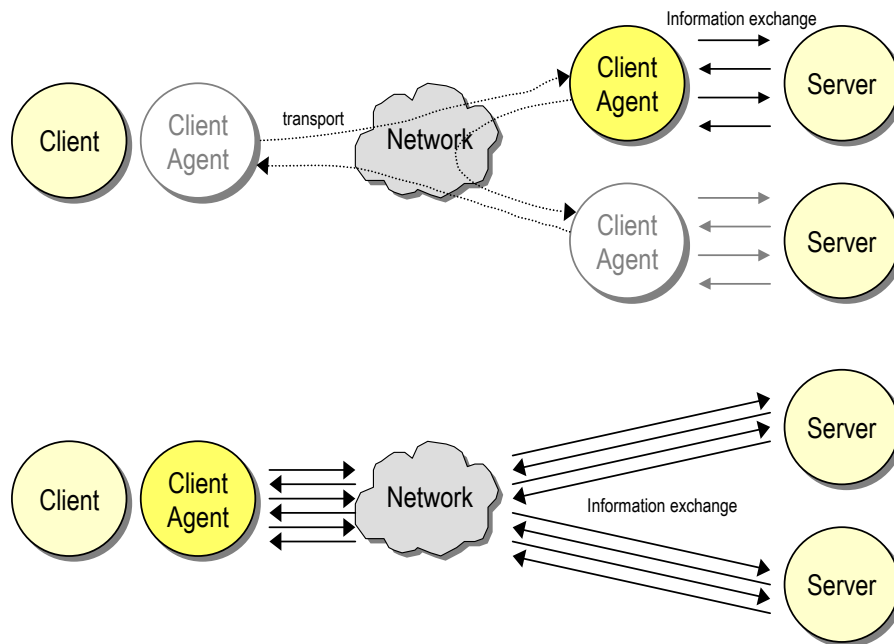 Information exchange
Client
Agent
Server
transport
Client
Client
Agent
Network
Client
Agent
Server
Server
Client
Client
Agent
Network
Information exchange
Server